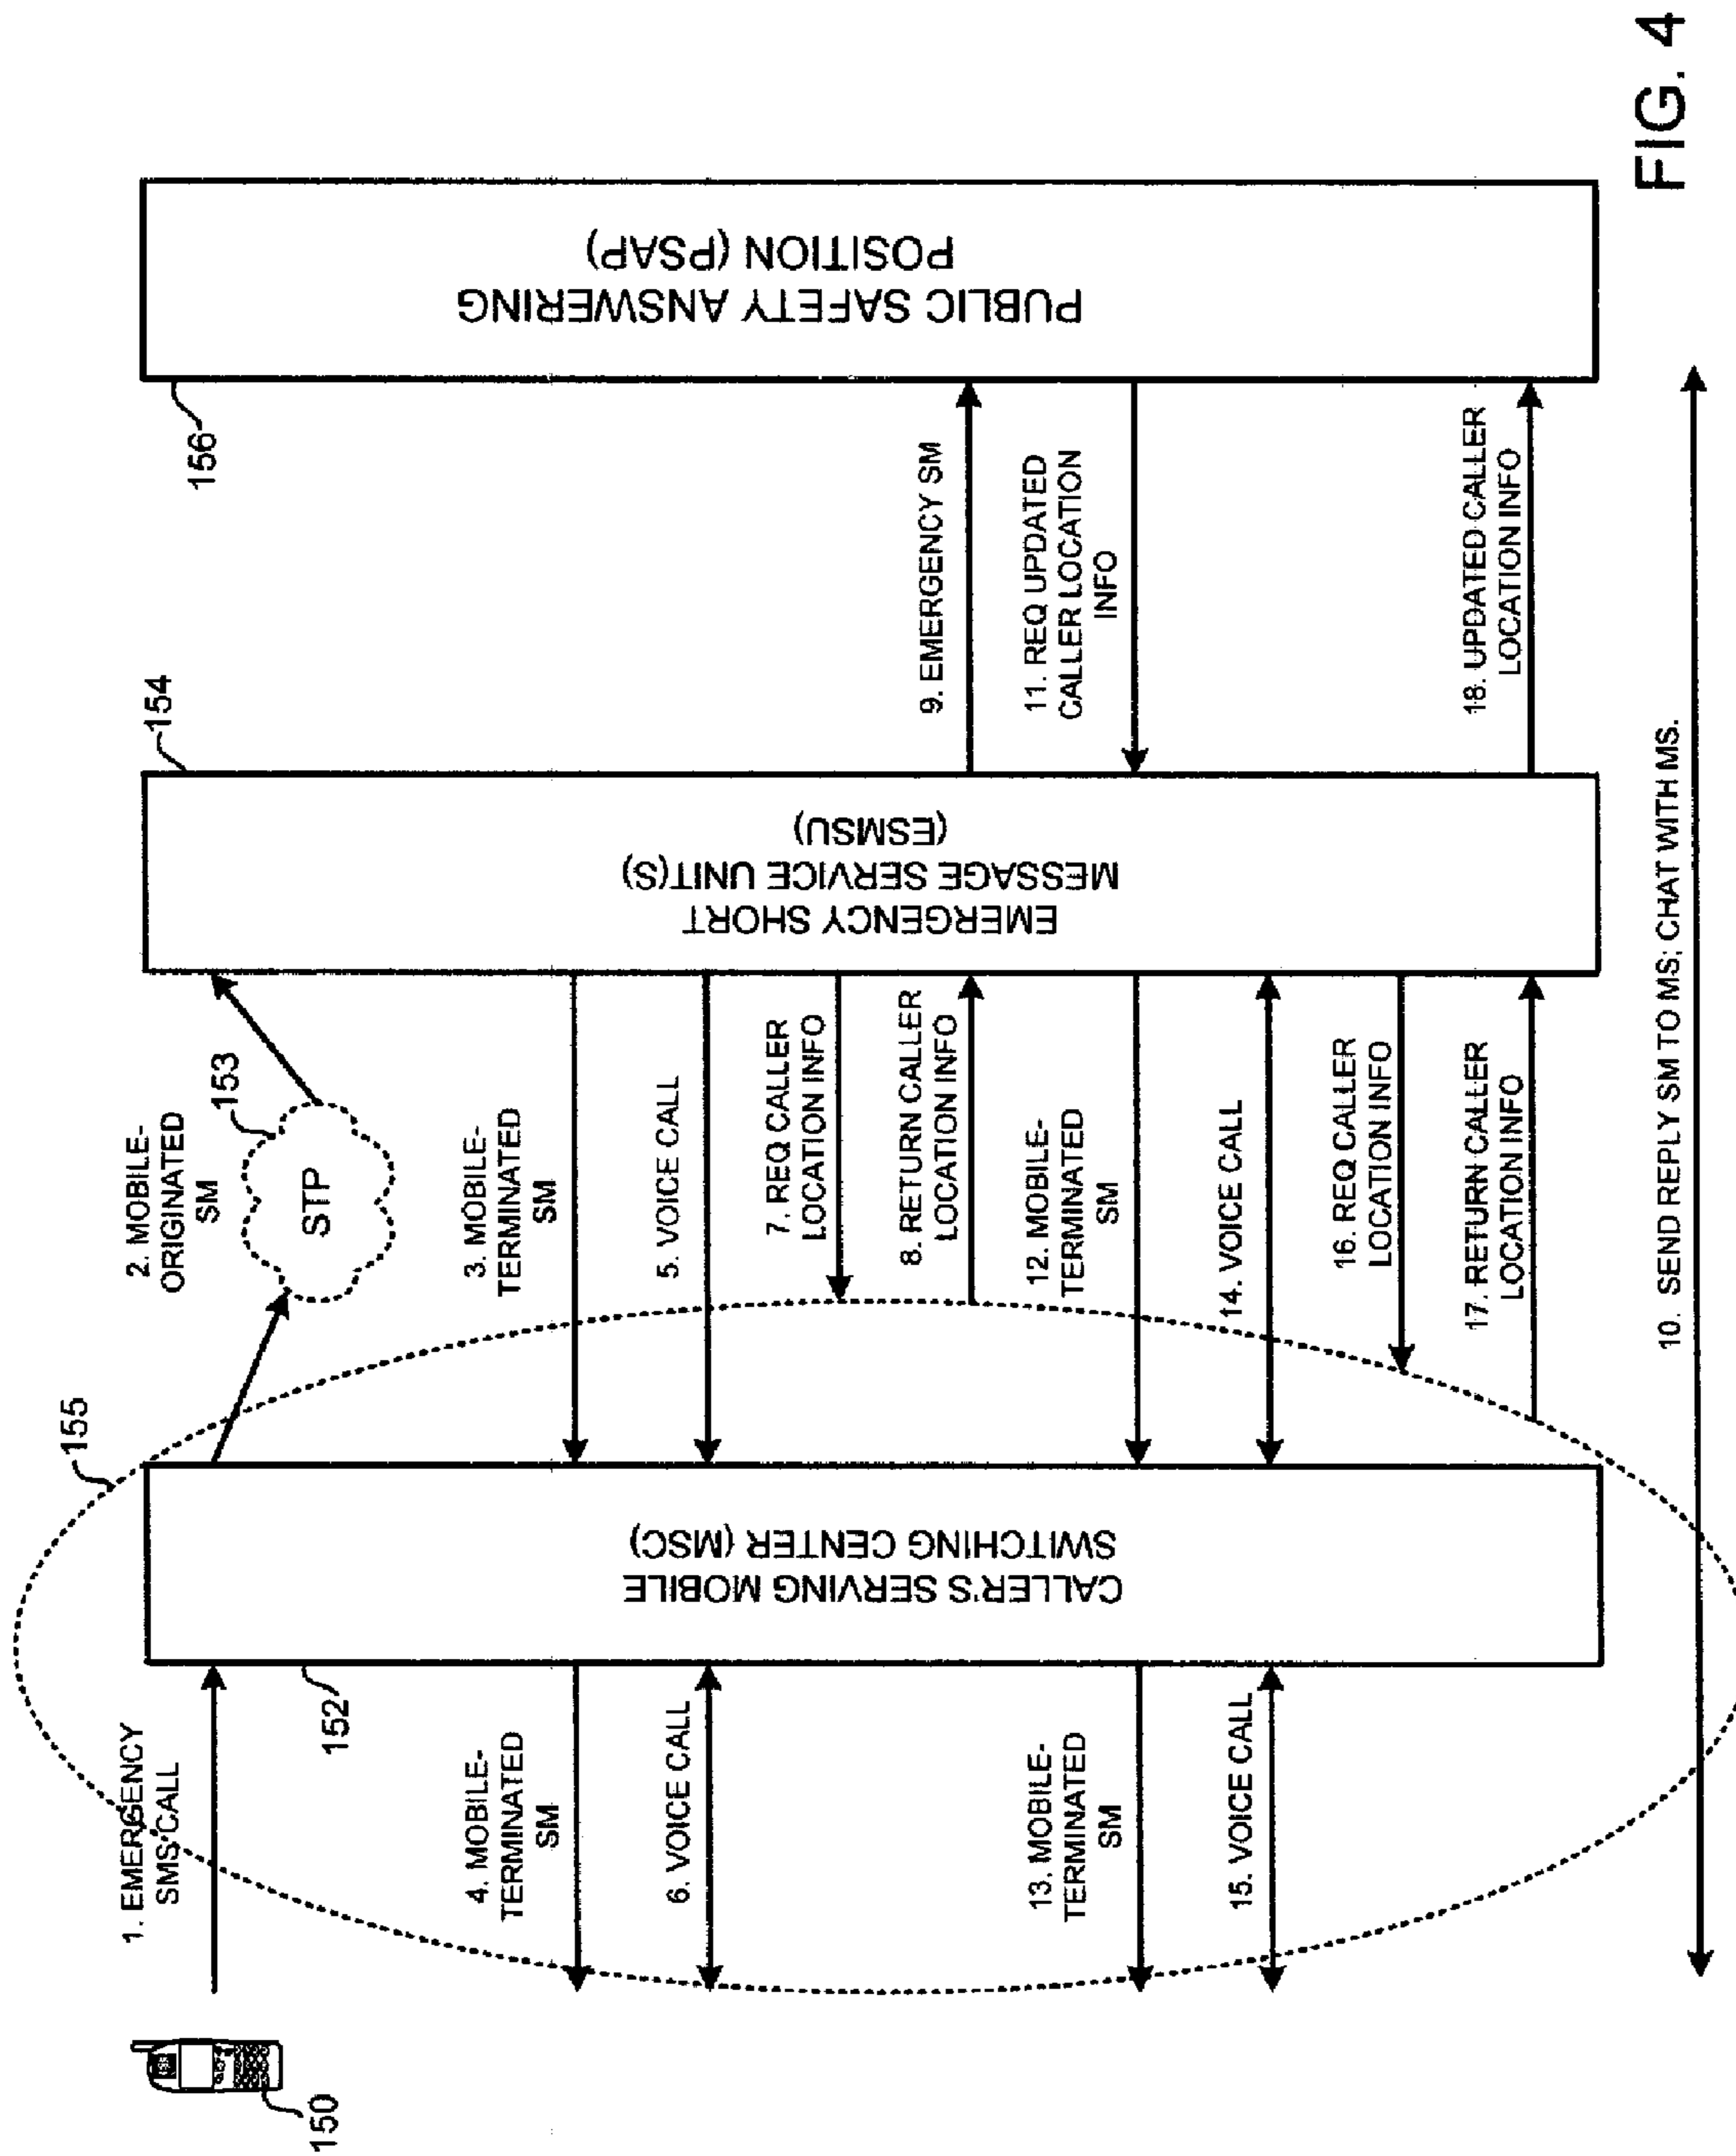 155
154
156
1. EMERGENCY
SMS CALL
2. MOBILE-
ORIGINATED
SM
153
STP
150
152
4. MOBILE-
TERMINATED
SM
3. MOBILE-
TERMINATED
SM
6. VOICE CALL
5. VOICE CALL
7. REQ CALLER
LOCATION INFO
8. RETURN CALLER
LOCATION INFO
9. EMERGENCY SM
11. REQ UPDATED
CALLER LOCATION
INFO
13. MOBILE-
TERMINATED
SM
12. MOBILE-
TERMINATED
SM
15. VOICE CALL
14. VOICE CALL
16. REQ CALLER
LOCATION INFO
17. RETURN CALLER
LOCATION INFO
18. UPDATED CALLER
LOCATION INFO
CALLER'S SERVING MOBILE
SWITCHING CENTER (MSC)
EMERGENCY SHORT
MESSAGE SERVICE UNIT(S)
(ESMSU)
PUBLIC SAFETY ANSWERING
POSITION (PSAP)
10. SEND REPLY SM TO MS; CHAT WITH MS.
FIG. 4